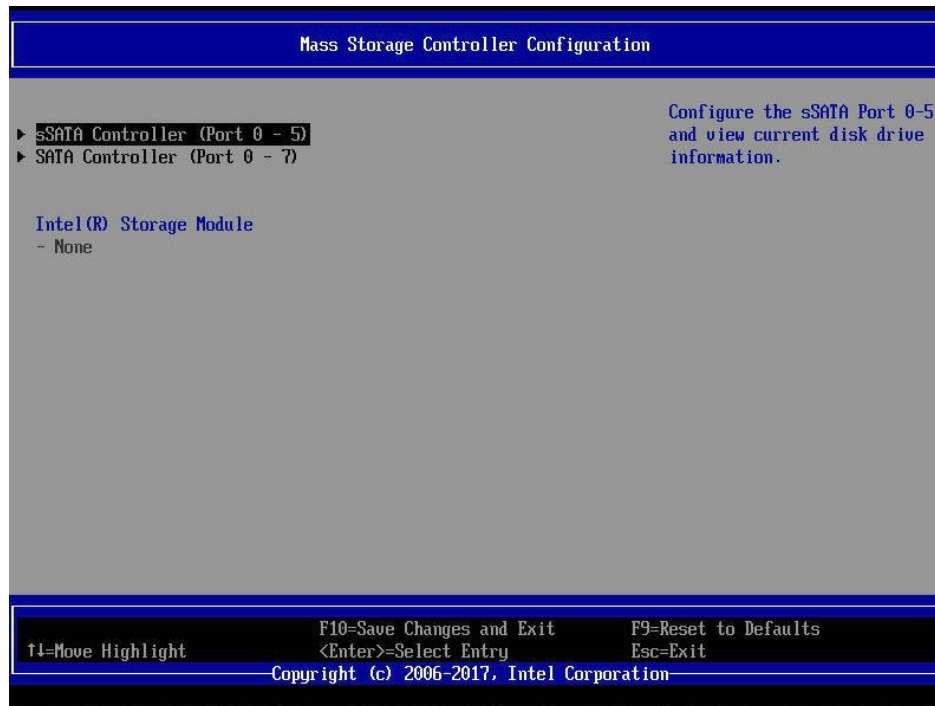 Mass Storage Controller Configuration
sSATA Controller (Port 0 - 5)
SATA Controller (Port 0 - 7)
Intel(R) Storage Module
- None
Configure the sSATA Port 0-5
and view current disk drive
information.
F10=Save Changes and Exit F9=Reset to Defaults
↑↓=Move Highlight <Enter>=Select Entry Esc=Exit
Copyright (c) 2006-2017, Intel Corporation